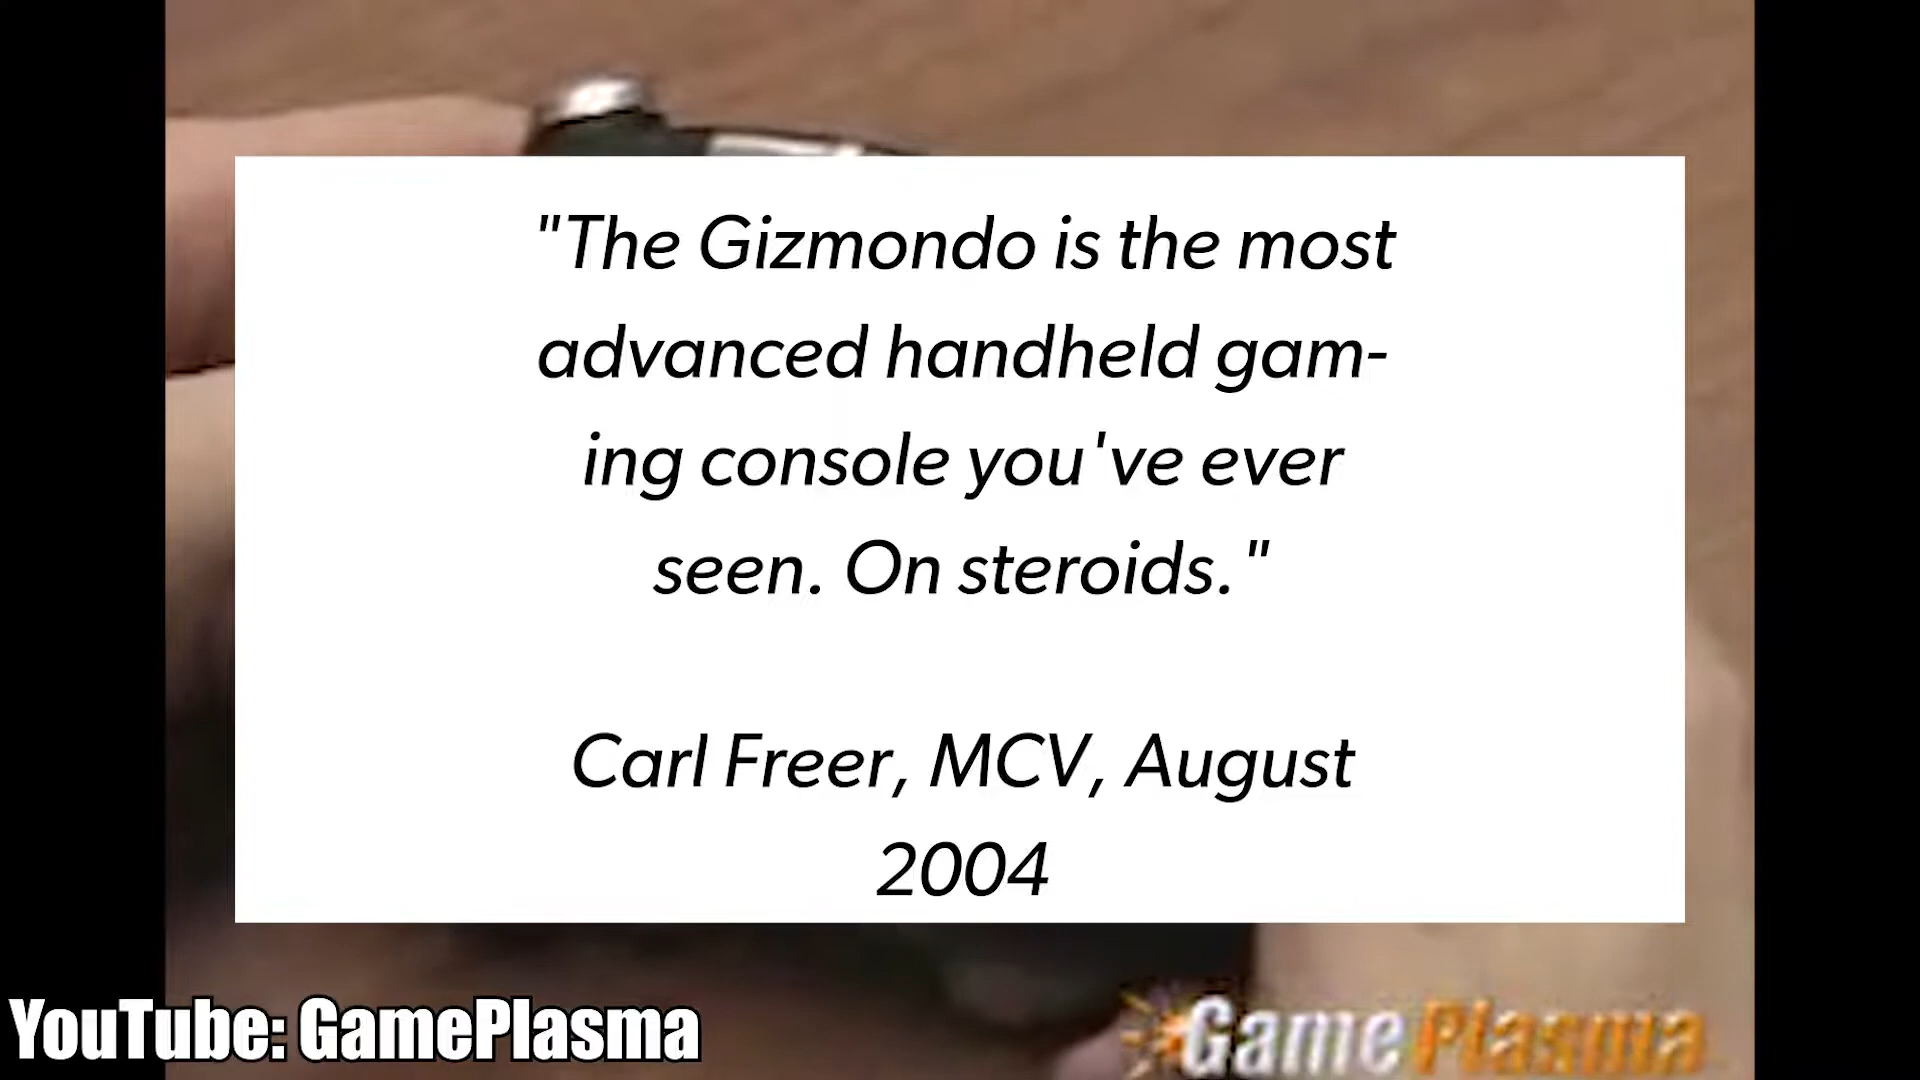 "The Gizmondo is the most
advanced handheld gam-
ing console you've ever
seen. On steroids."
Carl Freer, MCV, August
2004
YouTube: GamePlasma
GamePlasma